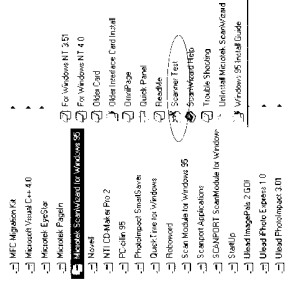 MFC Migration Kit
Microsoft Visual C++ 4.0
Microtek EyeStar
Microtek PageIn
Microtek ScanWizard for Windows 95
Novell
NTI CD-Maker Pro 2
PC-cillin 95
PhotoImpact SmartSaver
QuickTime for Windows
Roboword
Scan Module for Windows 95
Scanport Applications
SCANPORT ScanModule for Window
StartUp
Ulead ImagePals 2 GO!
Ulead iPhoto Express 1.0
Ulead PhotoImpact 3.01
For Windows NT 3.51
For Windows NT 4.0
Older Card
Older Interface Card Install
OmniPage
Quick Panel
ReadMe
Scanner Test
ScanWizard Help
Trouble Shooting
Uninstall Microtek ScanWizard
Windows 95 Install Guide